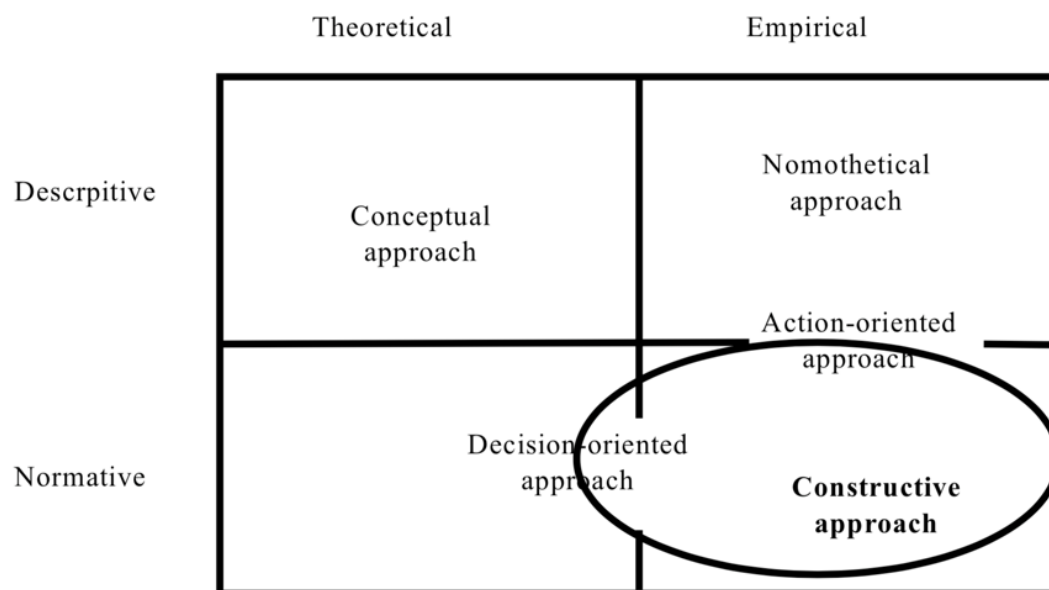 Theoretical
Empirical
Descrpitive
Conceptual
approach
Nomothetical
approach
Action-oriented
approach
Normative
Decision-oriented
approach
Constructive
approach